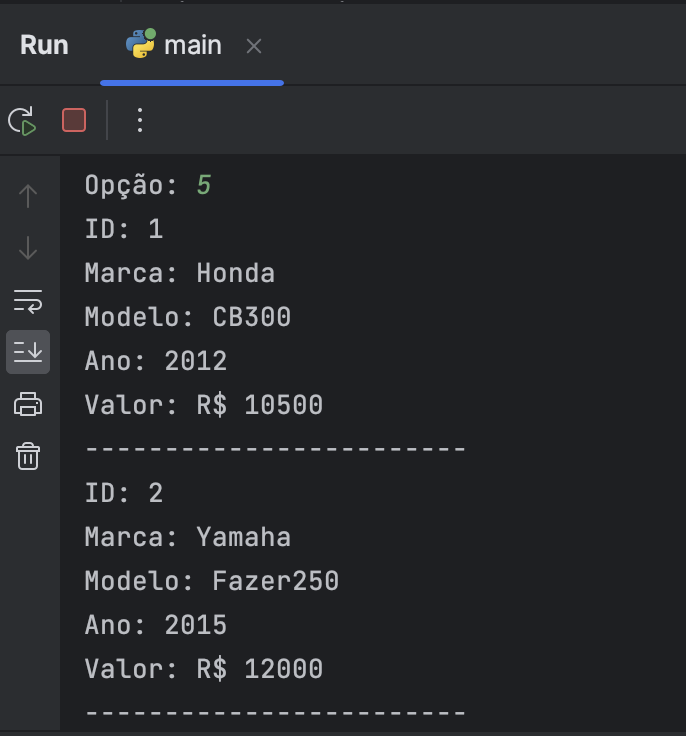 Run main
Opção: 5
ID: 1
Marca: Honda
Modelo: CB300
Ano: 2012
Valor: R$ 10500
------------------------
ID: 2
Marca: Yamaha
Modelo: Fazer250
Ano: 2015
Valor: R$ 12000
------------------------